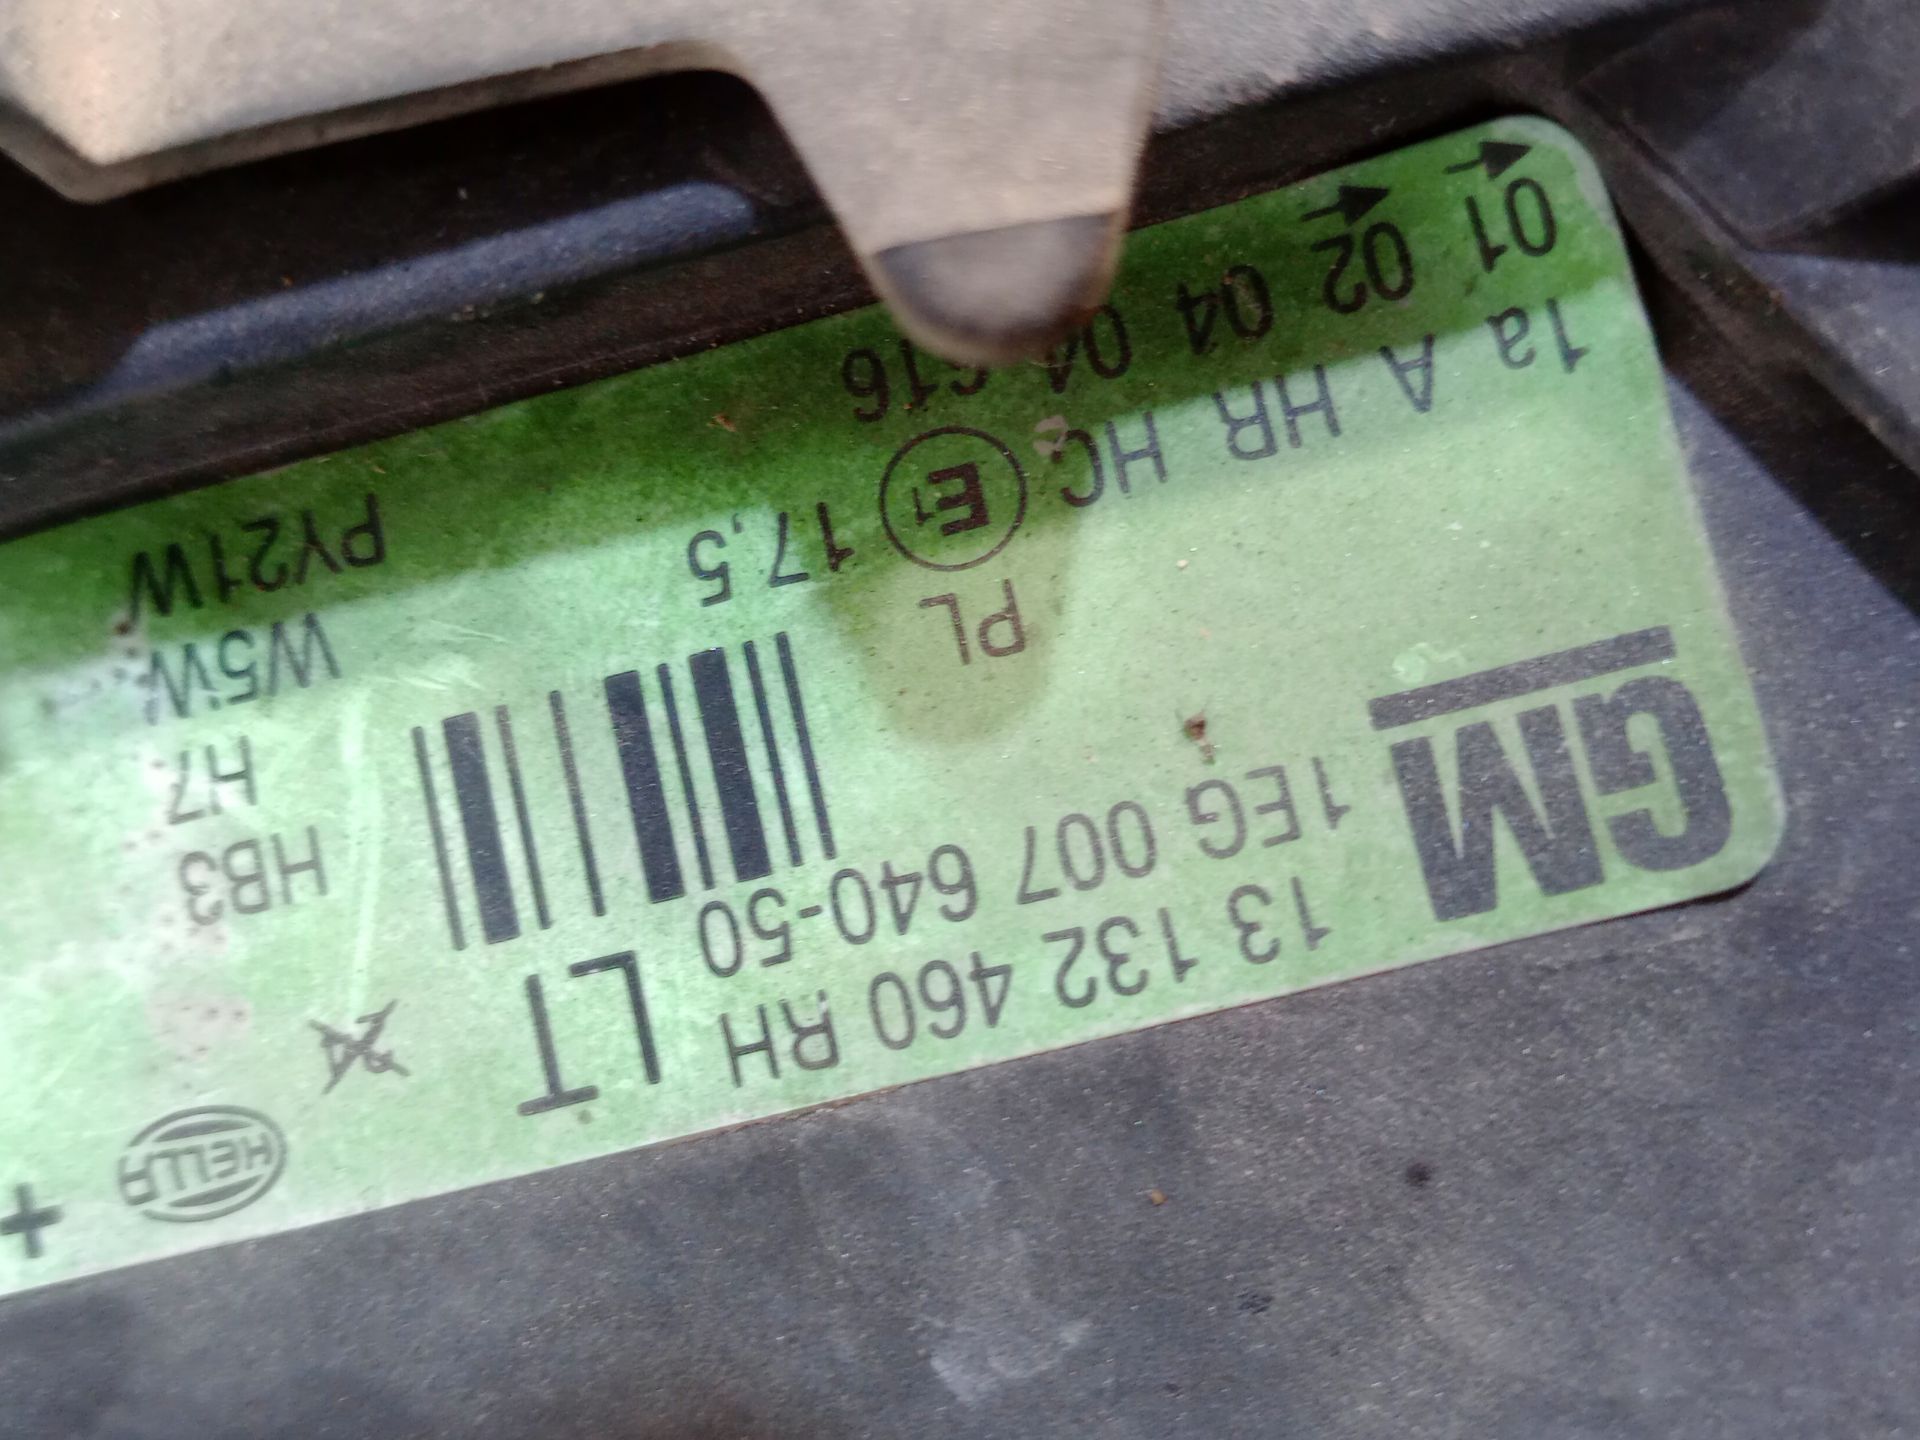 GM
13 132 460 RH LT
1EG 007 640-50
HELLA
HB3
H7
W5W
PY21W
PL
1a A HR HC E1 17,5
01 02 04 04